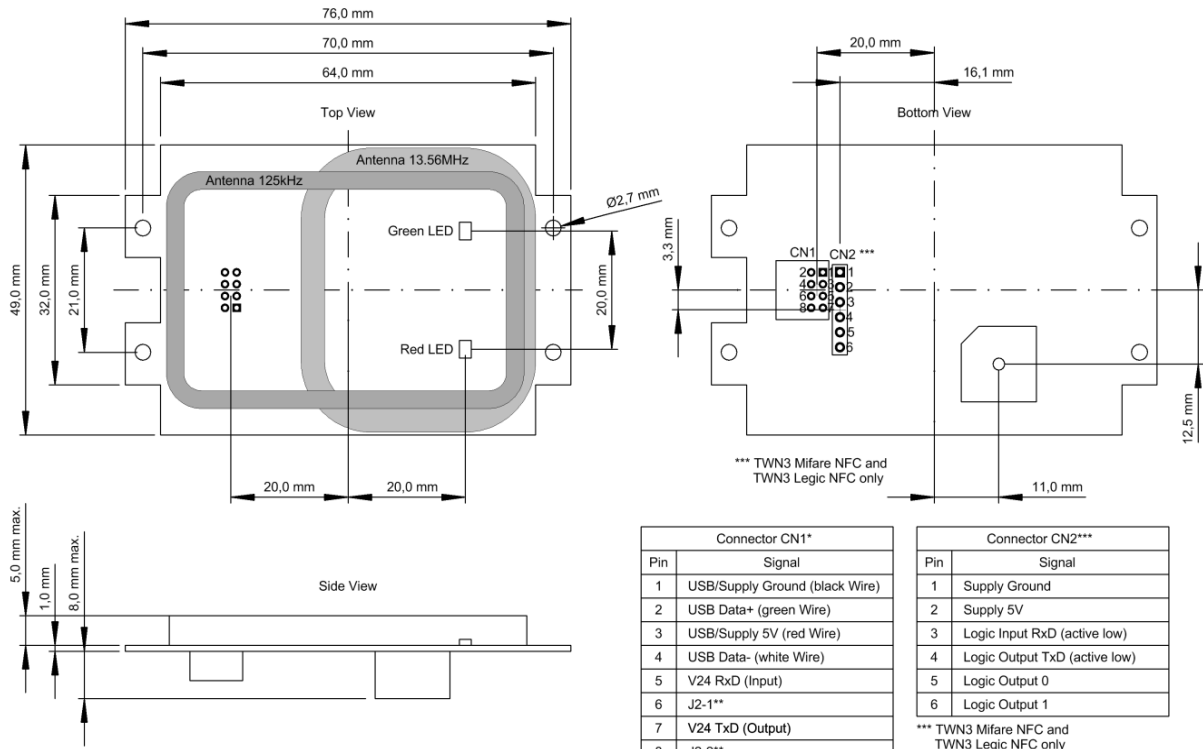 76,0 mm
70,0 mm
64,0 mm
Top View
Antenna 13.56MHz
Antenna 125kHz
Green LED
Red LED
Ø2,7 mm
49,0 mm
32,0 mm
21,0 mm
20,0 mm
20,0 mm
20,0 mm
20,0 mm
16,1 mm
Bottom View
3,3 mm
CN1
CN2 ***
2 1 1
4 3 2
6 5 3
8 7 4
5
6
12,5 mm
11,0 mm
*** TWN3 Mifare NFC and
TWN3 Legic NFC only
Side View
5,0 mm max.
1,0 mm
8,0 mm max.
Connector CN1*
Pin Signal
1 USB/Supply Ground (black Wire)
2 USB Data+ (green Wire)
3 USB/Supply 5V (red Wire)
4 USB Data- (white Wire)
5 V24 RxD (Input)
6 J2-1**
7 V24 TxD (Output)
Connector CN2***
Pin Signal
1 Supply Ground
2 Supply 5V
3 Logic Input RxD (active low)
4 Logic Output TxD (active low)
5 Logic Output 0
6 Logic Output 1
*** TWN3 Mifare NFC and
TWN3 Legic NFC only